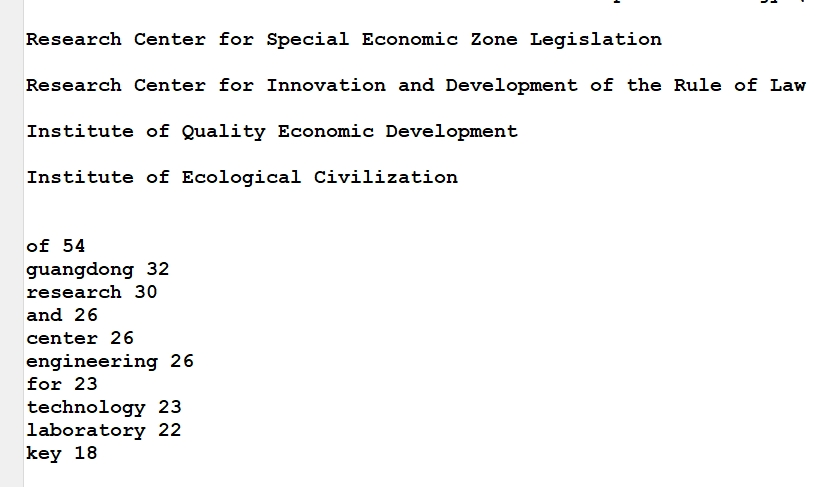 Research Center for Special Economic Zone Legislation
Research Center for Innovation and Development of the Rule of Law
Institute of Quality Economic Development
Institute of Ecological Civilization
of 54
guangdong 32
research 30
and 26
center 26
engineering 26
for 23
technology 23
laboratory 22
key 18